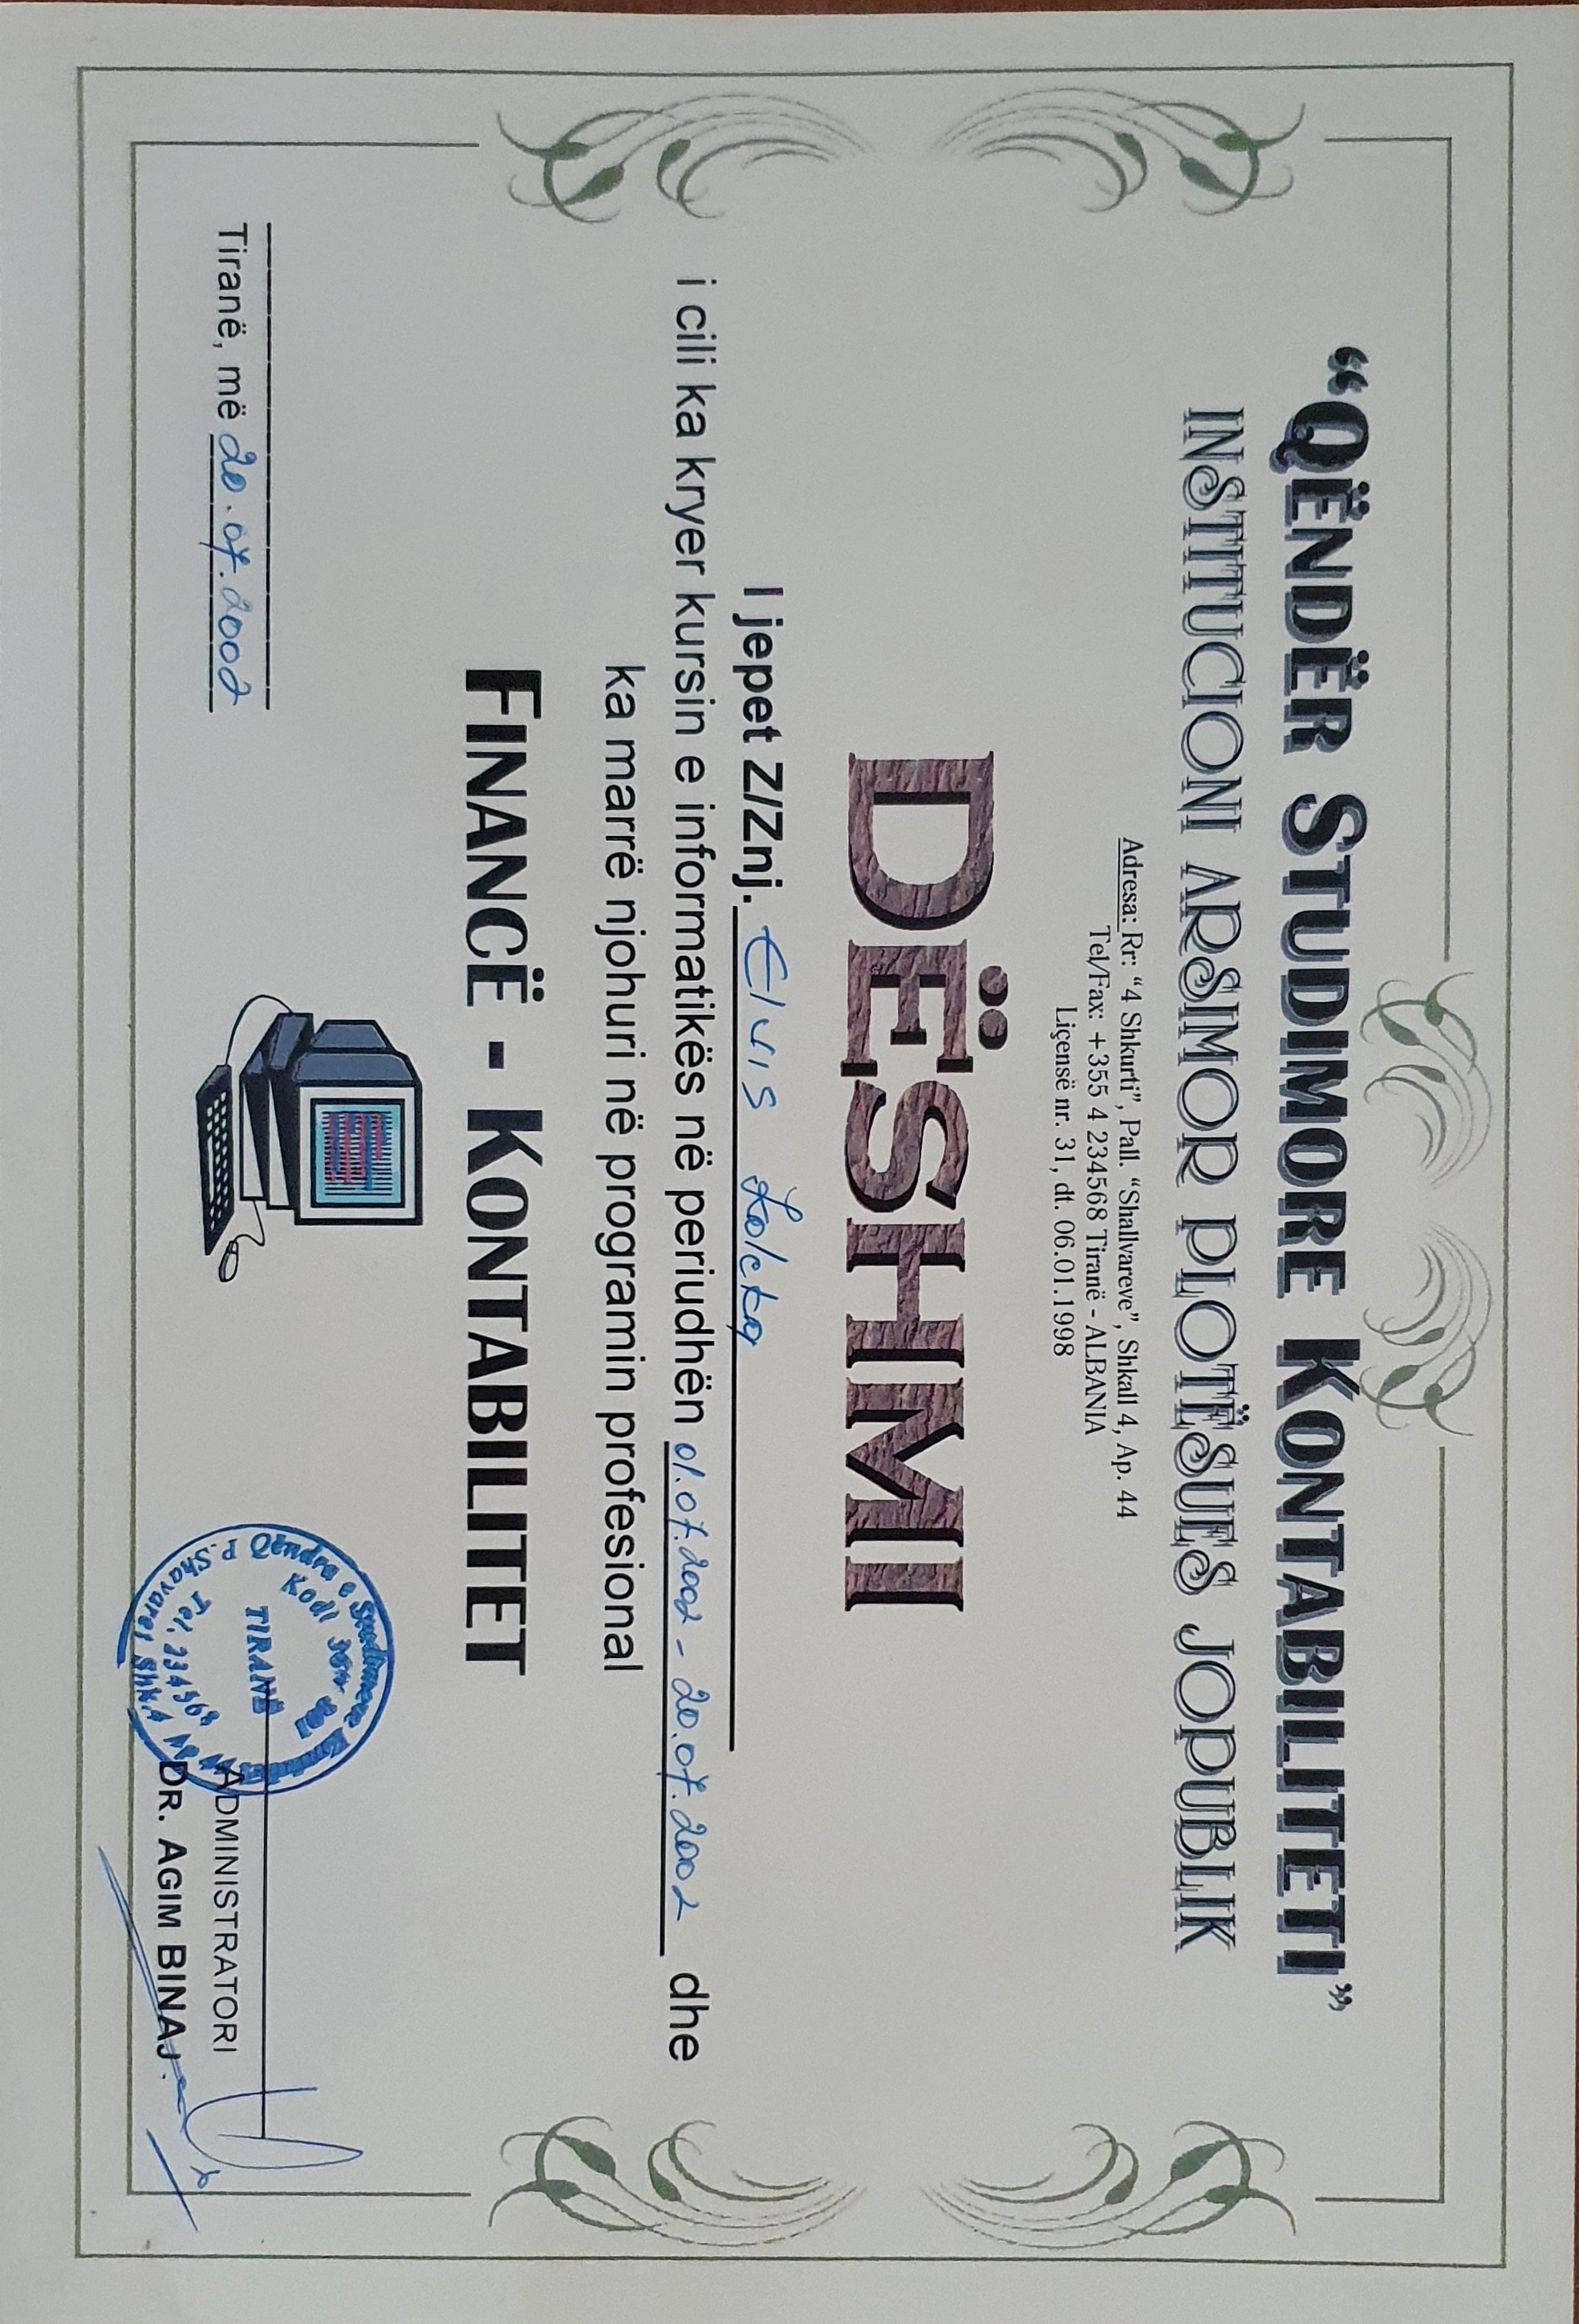 “QËNDËR STUDIMORE KONTABILITETI”
INSTITUCIONI ARSIMOR PLOTËSUES JOPUBLIK
Adresa: Rr: “4 Shkurti”, Pall. “Shallvareve”, Shkall 4, Ap. 44
Tel/Fax: +355 4 234568 Tiranë - ALBANIA
Liçensë nr. 31, dt. 06.01.1998
DËSHMI
I jepet Z/Znj. Elvis Koleka
i cili ka kryer kursin e informatikës në periudhën 01.07.2002 - 20.07.2002 dhe
ka marrë njohuri në programin profesional
FINANCË - KONTABILITET
Tiranë, më 20.07.2002
Qëndra e Studimeve
Kodi
TIRANË
Tel. 234568
P.Shavaret Shk.4 Ap 44
ADMINISTRATORI
DR. AGIM BINAJ